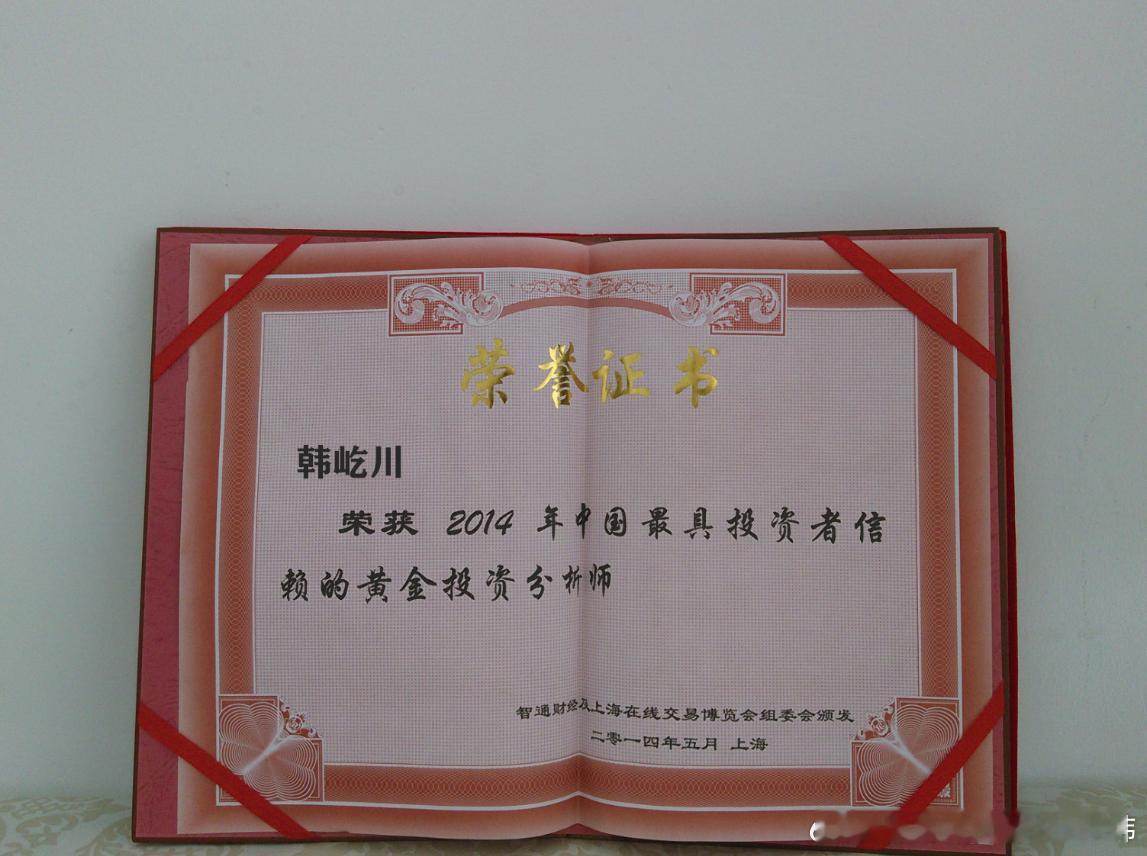 荣誉证书
韩屹川
荣获 2014 年中国最具投资者信
赖的黄金投资分析师
智通财经及上海在线交易博览会组委会颁发
二零一四年五月 上海